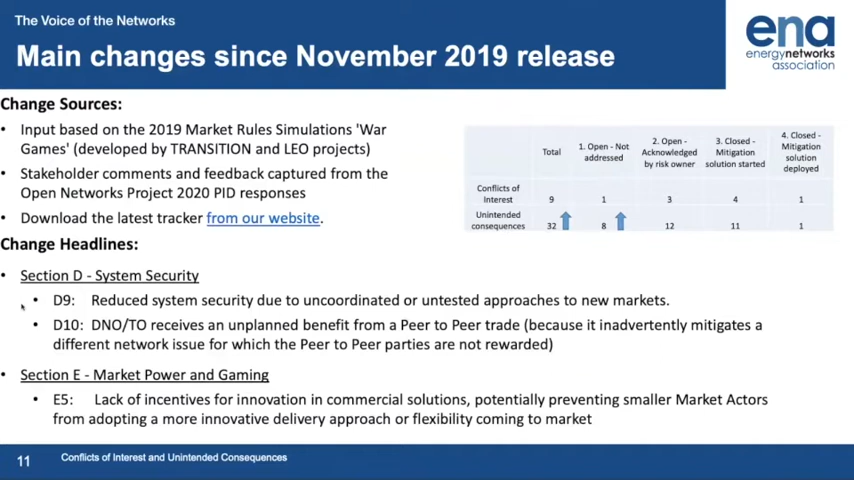 The Voice of the Networks
Main changes since November 2019 release
ena
energynetworks
association
Change Sources:
• Input based on the 2019 Market Rules Simulations 'War
Games' (developed by TRANSITION and LEO projects)
• Stakeholder comments and feedback captured from the
Open Networks Project 2020 PID responses
• Download the latest tracker from our website.
Total 1. Open - Not addressed 2. Open - Acknowledged by risk owner 3. Closed - Mitigation solution started 4. Closed - Mitigation solution deployed
Conflicts of Interest 9 1 3 4 1
Unintended consequences 32 8 12 11 1
Change Headlines:
• Section D - System Security
• D9: Reduced system security due to uncoordinated or untested approaches to new markets.
• D10: DNO/TO receives an unplanned benefit from a Peer to Peer trade (because it inadvertently mitigates a
different network issue for which the Peer to Peer parties are not rewarded)
• Section E - Market Power and Gaming
• E5: Lack of incentives for innovation in commercial solutions, potentially preventing smaller Market Actors
from adopting a more innovative delivery approach or flexibility coming to market
11 Conflicts of Interest and Unintended Consequences